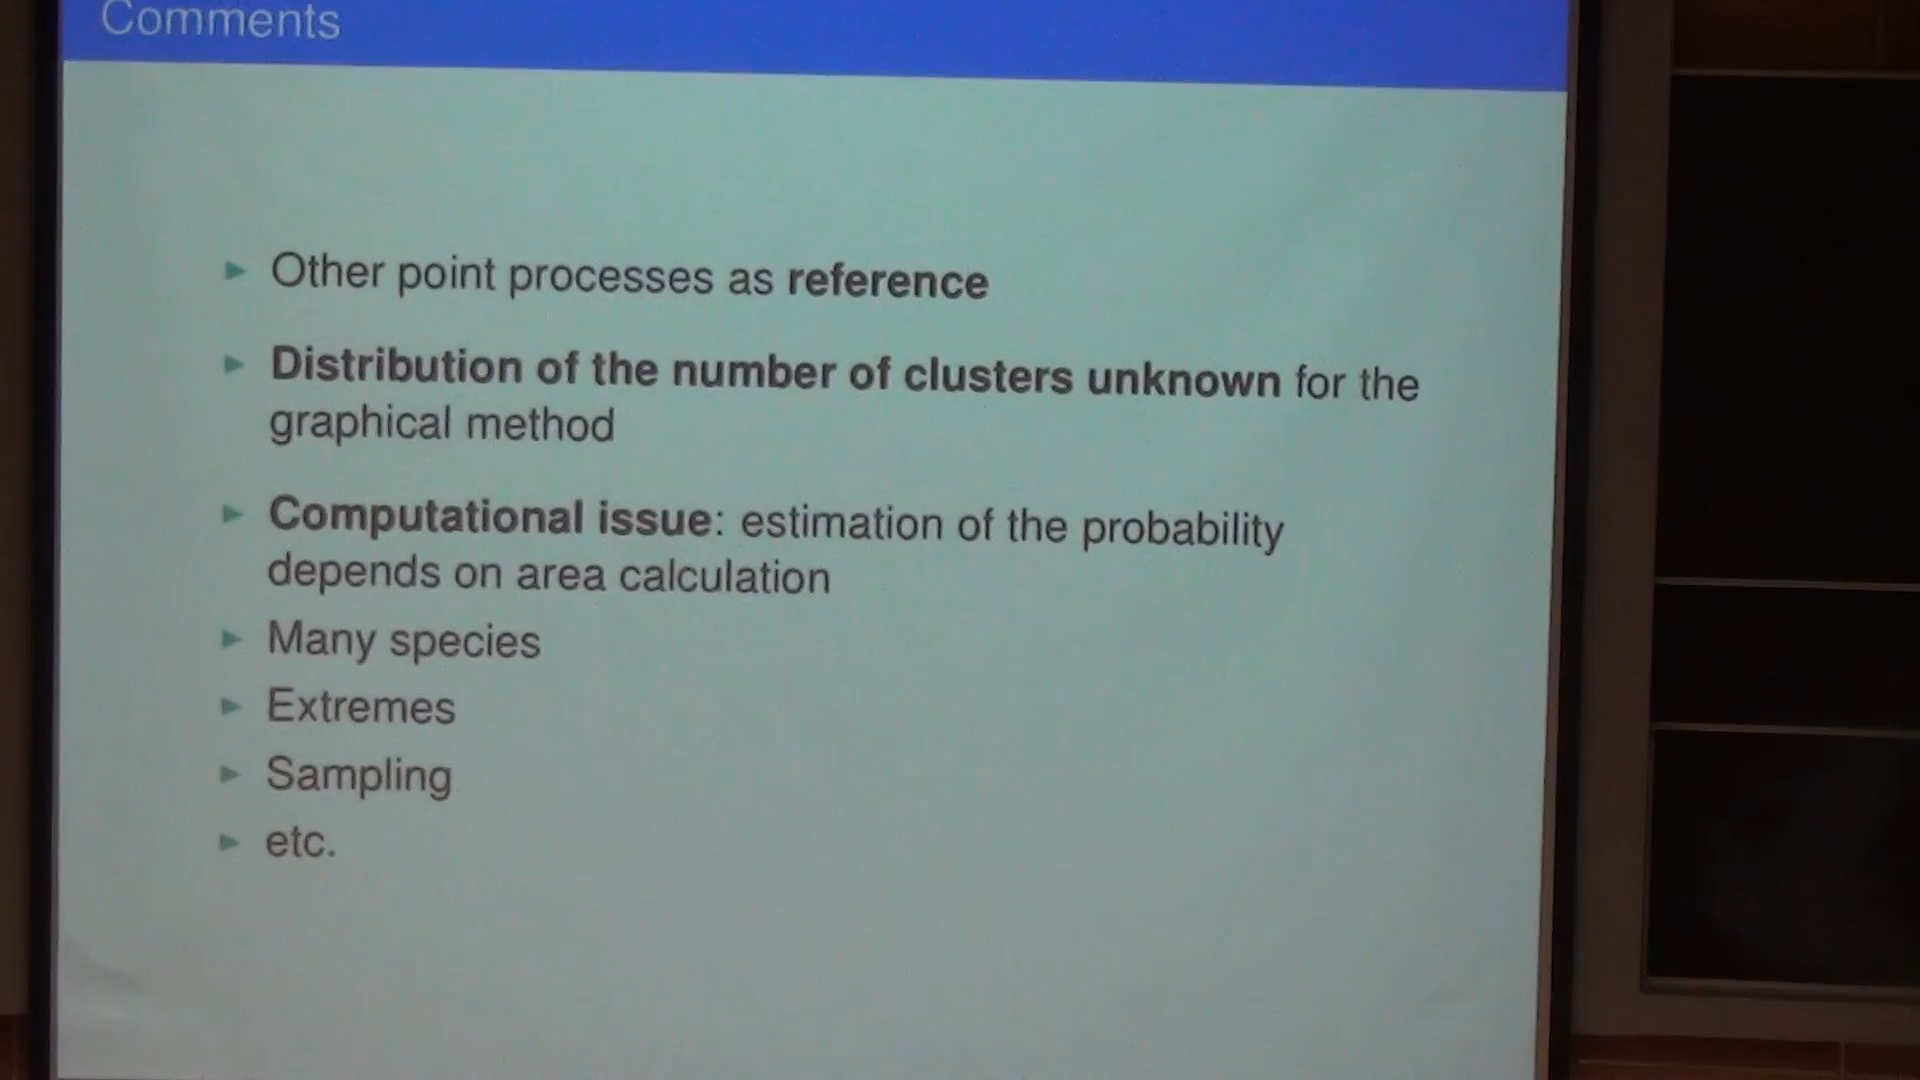 Comments
Other point processes as reference
Distribution of the number of clusters unknown for the
graphical method
Computational issue: estimation of the probability
depends on area calculation
Many species
Extremes
Sampling
etc.